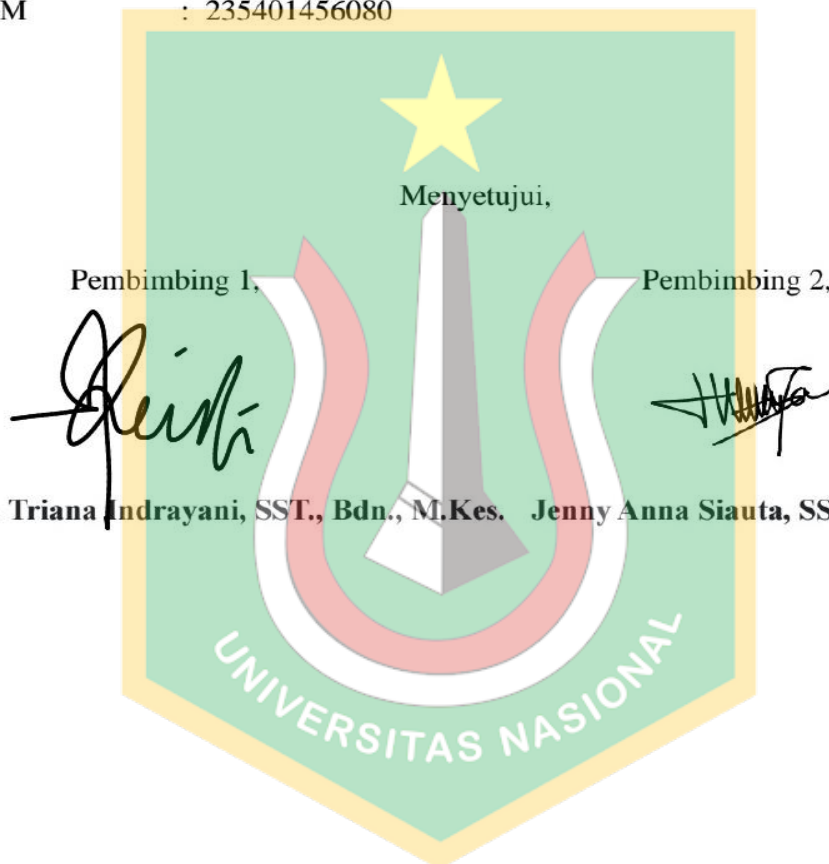 M : 235401456080
Menyetujui,
Pembimbing 1, Pembimbing 2,
Triana Indrayani, SST., Bdn., M.Kes. Jenny Anna Siauta, SS
UNIVERSITAS NASIONAL